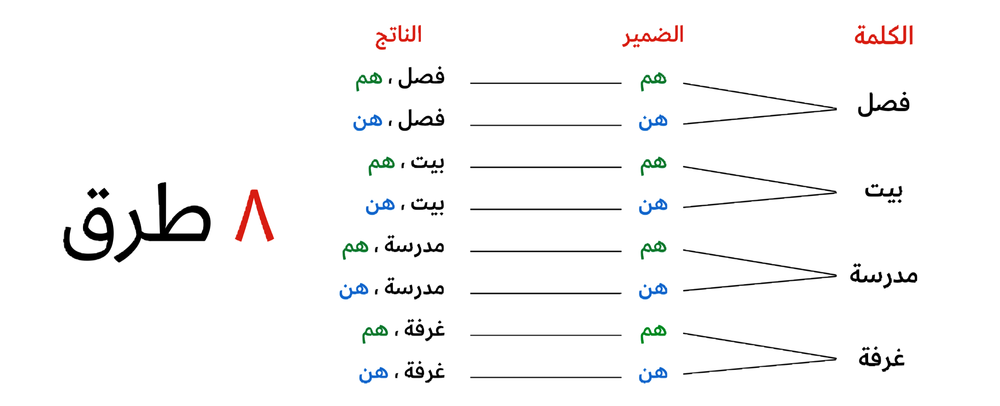 الكلمة الضمير الناتج
فصل
هم فصل ، هم
هن فصل ، هن
بيت
هم بيت ، هم
هن بيت ، هن
مدرسة
هم مدرسة ، هم
هن مدرسة ، هن
غرفة
هم غرفة ، هم
هن غرفة ، هن
٨ طرق